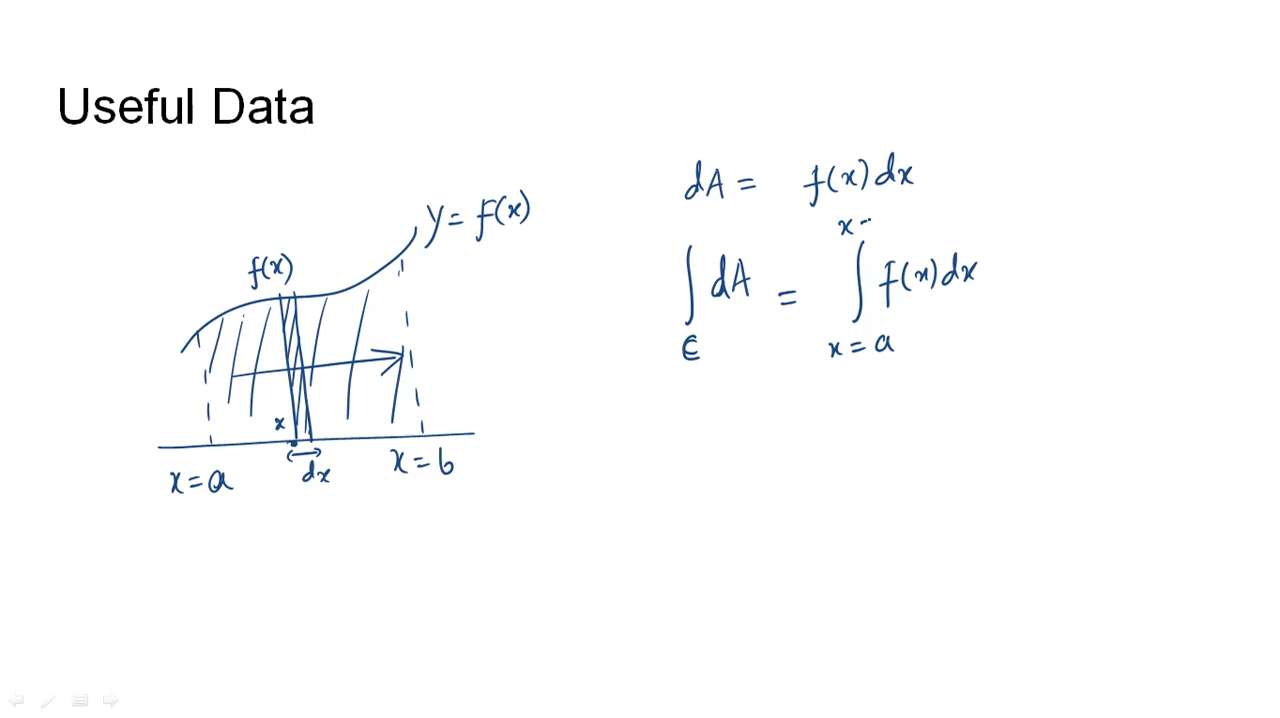 Useful Data
y = f(x)
f(x)
x
dx
x = a
x = b
dA = f(x) dx
x -
∫ dA = ∫ f(x) dx
x = a